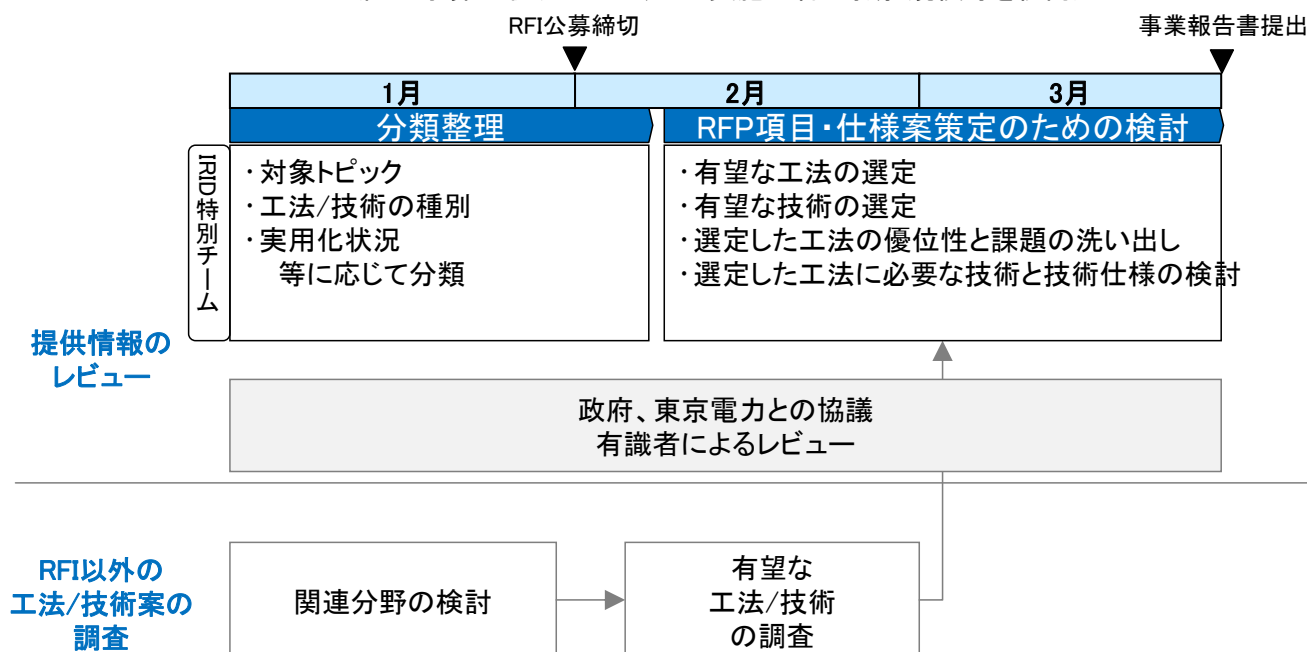 RFI公募締切
事業報告書提出
1月
2月
3月
分類整理
RFP項目・仕様案策定のための検討
IRID特別チーム
・対象トピック
・工法/技術の種別
・実用化状況
等に応じて分類
・有望な工法の選定
・有望な技術の選定
・選定した工法の優位性と課題の洗い出し
・選定した工法に必要な技術と技術仕様の検討
提供情報の
レビュー
政府、東京電力との協議
有識者によるレビュー
RFI以外の
工法/技術案の
調査
関連分野の検討
有望な
工法/技術
の調査